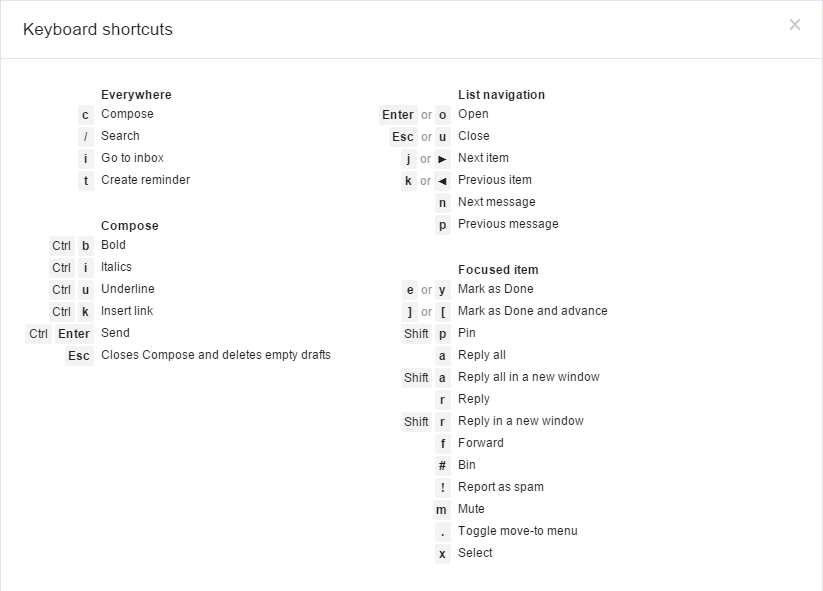 Keyboard shortcuts ×
Everywhere
c Compose
/ Search
i Go to inbox
t Create reminder
Compose
Ctrl b Bold
Ctrl i Italics
Ctrl u Underline
Ctrl k Insert link
Ctrl Enter Send
Esc Closes Compose and deletes empty drafts
List navigation
Enter or o Open
Esc or u Close
j or ► Next item
k or ◄ Previous item
n Next message
p Previous message
Focused item
e or y Mark as Done
] or [ Mark as Done and advance
Shift p Pin
a Reply all
Shift a Reply all in a new window
r Reply
Shift r Reply in a new window
f Forward
# Bin
! Report as spam
m Mute
. Toggle move-to menu
x Select